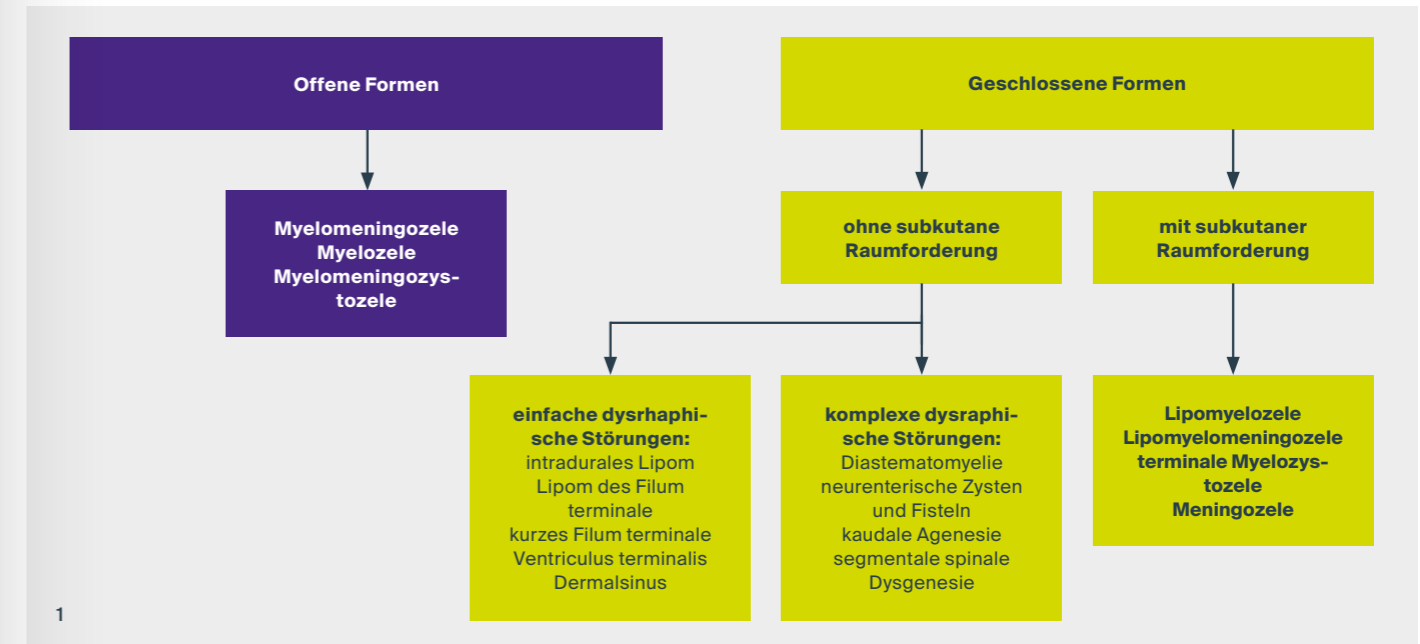 Offene Formen
Geschlossene Formen
Myelomeningozele
Myelozele
Myelomeningozys-
tozele
ohne subkutane
Raumforderung
mit subkutaner
Raumforderung
einfache dysrhaphi-
sche Störungen:
intradurales Lipom
Lipom des Filum
terminale
kurzes Filum terminale
Ventriculus terminalis
Dermalsinus
komplexe dysraphi-
sche Störungen:
Diastematomyelie
neurenterische Zysten
und Fisteln
kaudale Agenesie
segmentale spinale
Dysgenesie
Lipomyelozele
Lipomyelomeningozele
terminale Myelozys-
tozele
Meningozele
1